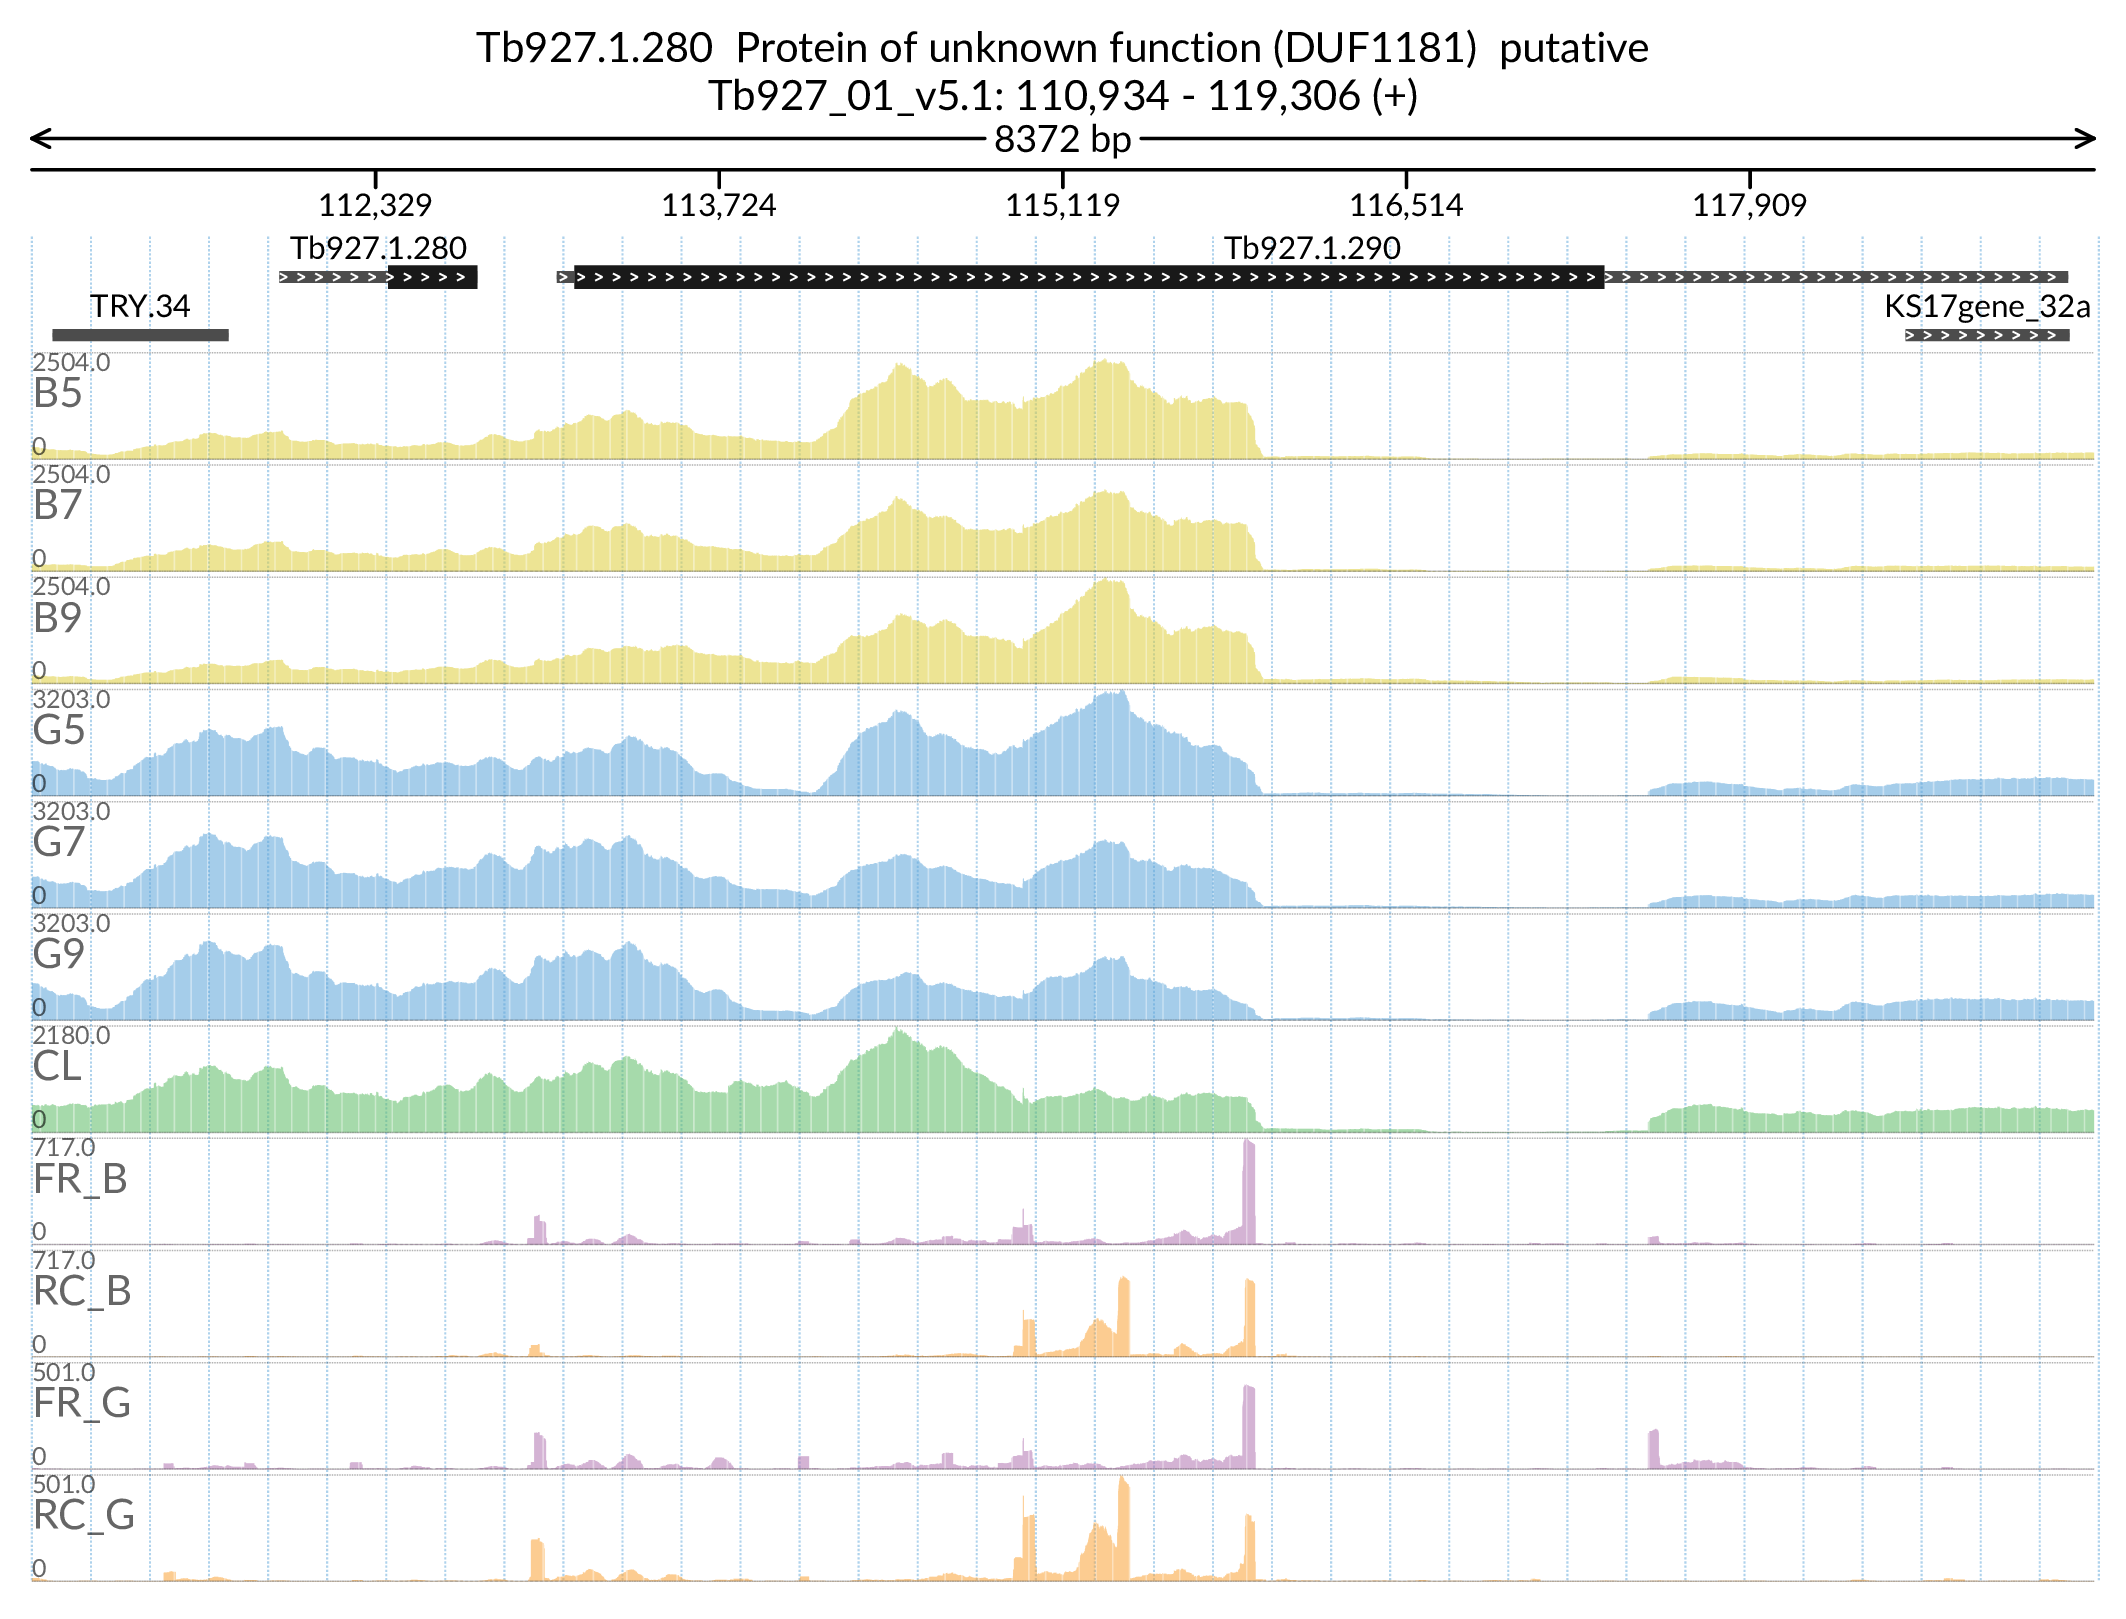 Tb927.1.280  Protein of unknown function (DUF1181)  putative
Tb927_01_v5.1: 110,934 - 119,306 (+)
8372 bp
112,329 113,724 115,119 116,514 117,909
Tb927.1.280 Tb927.1.290
TRY.34 KS17gene_32a
2504.0
B5
0
2504.0
B7
0
2504.0
B9
0
3203.0
G5
0
3203.0
G7
0
3203.0
G9
0
2180.0
CL
0
717.0
FR_B
0
717.0
RC_B
0
501.0
FR_G
0
501.0
RC_G
0